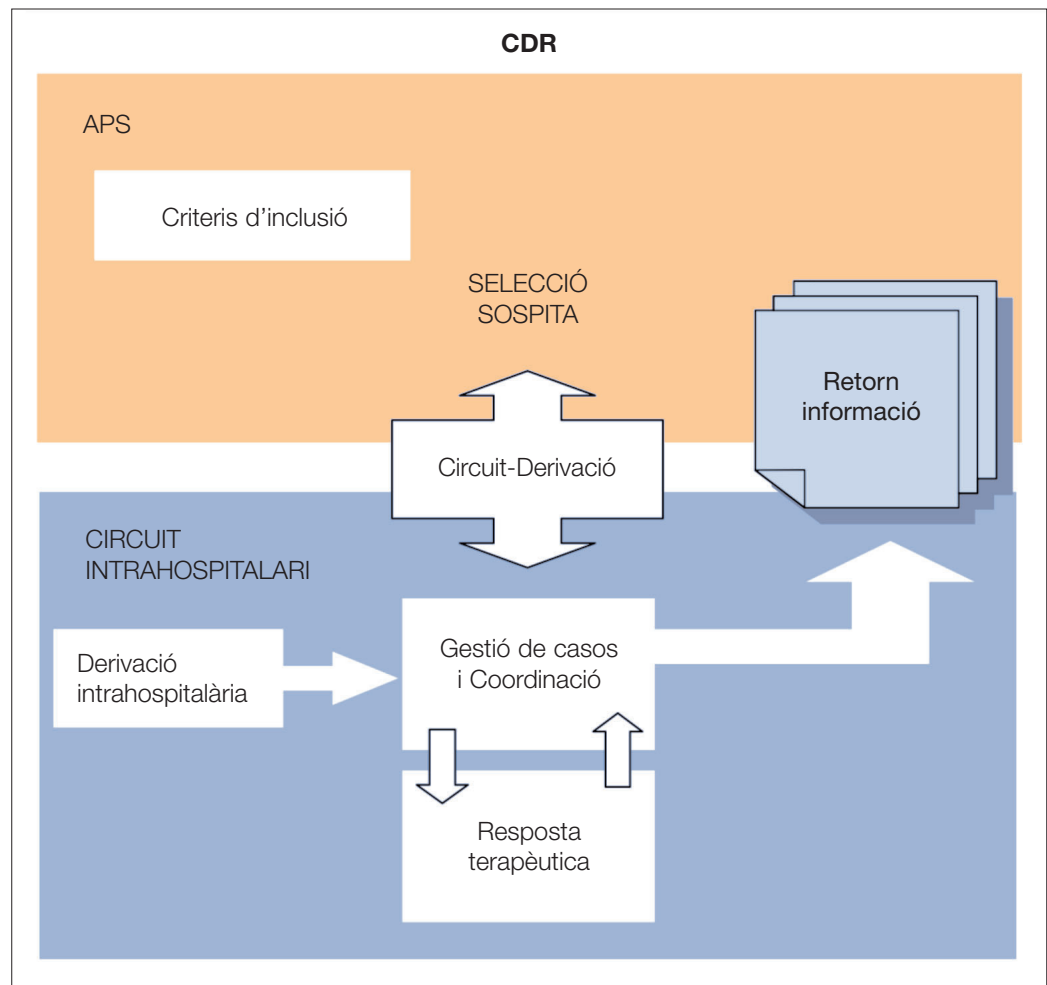 CDR
APS
Criteris d’inclusió
SELECCIÓ
SOSPITA
Retorn
informació
Circuit-Derivació
CIRCUIT
INTRAHOSPITALARI
Derivació
intrahospitalària
Gestió de casos
i Coordinació
Resposta
terapèutica